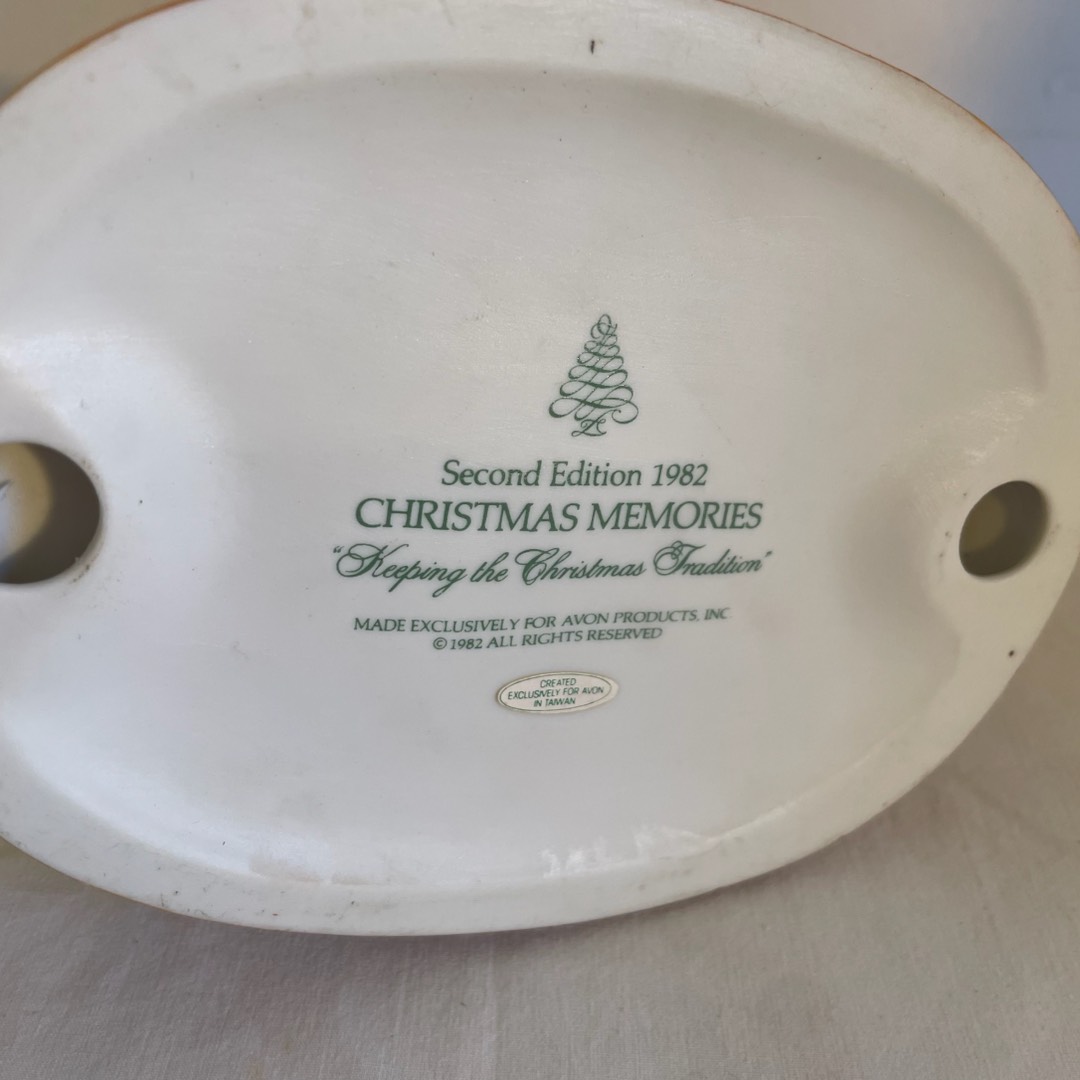 Second Edition 1982
CHRISTMAS MEMORIES
"Keeping the Christmas Tradition"
MADE EXCLUSIVELY FOR AVON PRODUCTS, INC.
© 1982 ALL RIGHTS RESERVED
CREATED
EXCLUSIVELY FOR AVON
IN TAIWAN